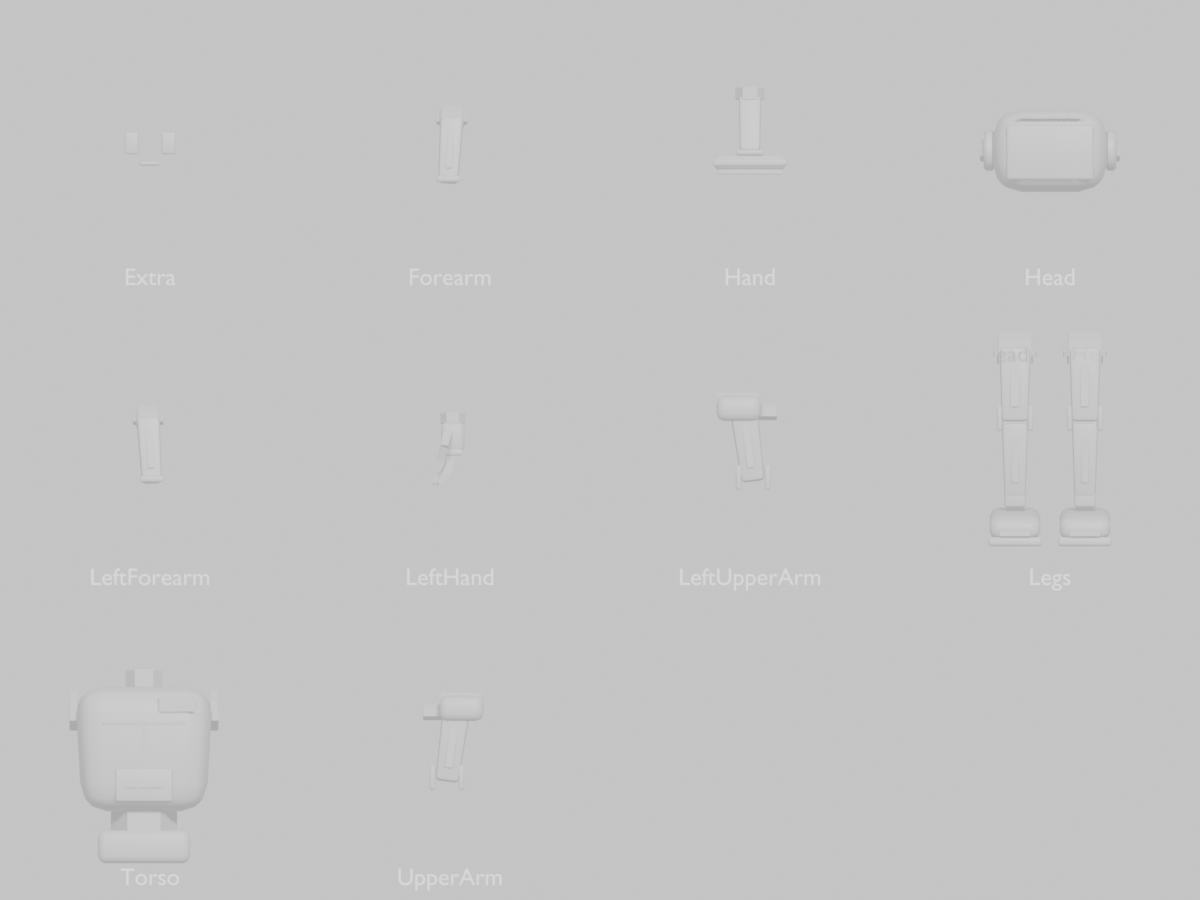 Extra
Forearm
Hand
Head
LeftForearm
LeftHand
LeftUpperArm
Legs
Torso
UpperArm